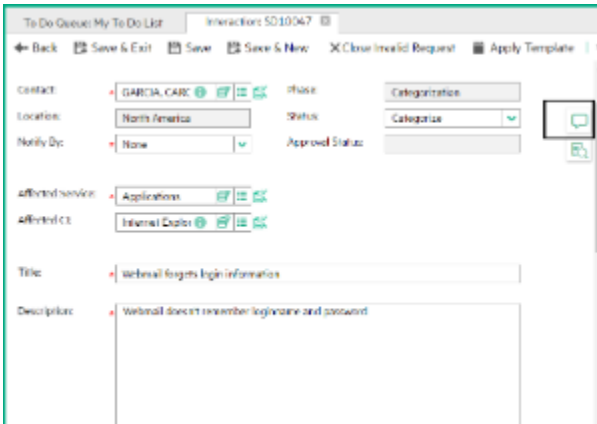 To Do Queue: My To Do List Interaction: SD10047
Back Save & Exit Save Save & New Close Invalid Request Apply Template
Contact: GARCIA, CARO Phase: Categorization
Location: North America Status: Categorize
Notify By: None Approval Status:
Affected Service: Applications
Affected CI: Internet Explor
Title: Webmail forgets login information
Description: Webmail doesn't remember loginname and password